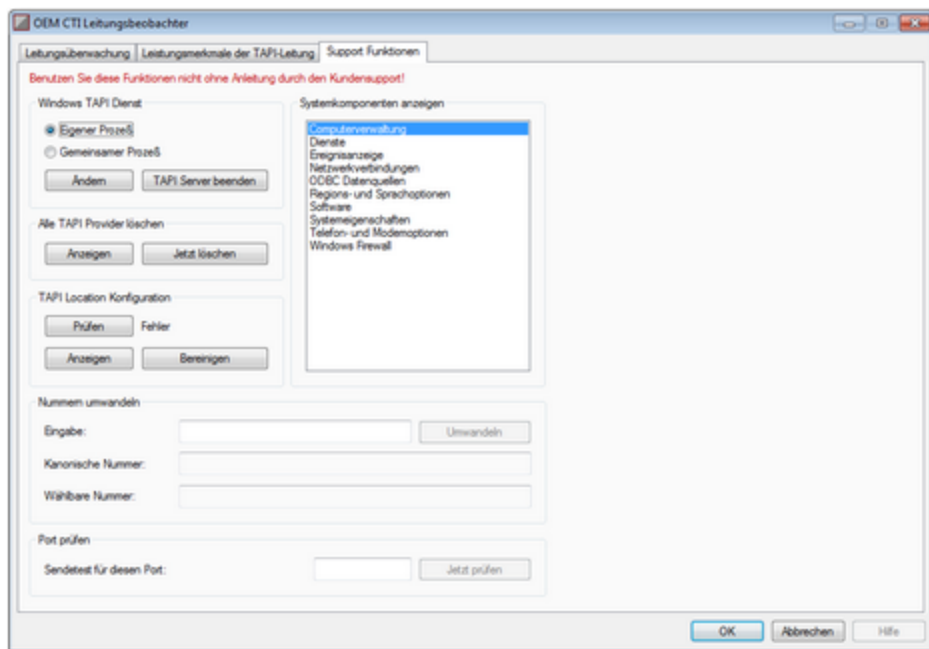 OEM CTI Leitungsbeobachter
Leitungsüberwachung
Leistungsmerkmale der TAPI-Leitung
Support Funktionen
Benutzen Sie diese Funktionen nicht ohne Anleitung durch den Kundensupport!
Windows TAPI Dienst
Eigener Prozeß
Gemeinsamer Prozeß
Ändern
TAPI Server beenden
Alle TAPI Provider löschen
Anzeigen
Jetzt löschen
TAPI Location Konfiguration
Prüfen
Fehler
Anzeigen
Bereinigen
Systemkomponenten anzeigen
Computerverwaltung
Dienste
Ereignisanzeige
Netzwerkverbindungen
ODBC Datenquellen
Regions- und Sprachoptionen
Software
Systemeigenschaften
Telefon- und Modemoptionen
Windows Firewall
Nummern umwandeln
Eingabe:
Umwandeln
Kanonische Nummer:
Wählbare Nummer:
Port prüfen
Sendetest für diesen Port:
Jetzt prüfen
OK
Abbrechen
Hilfe